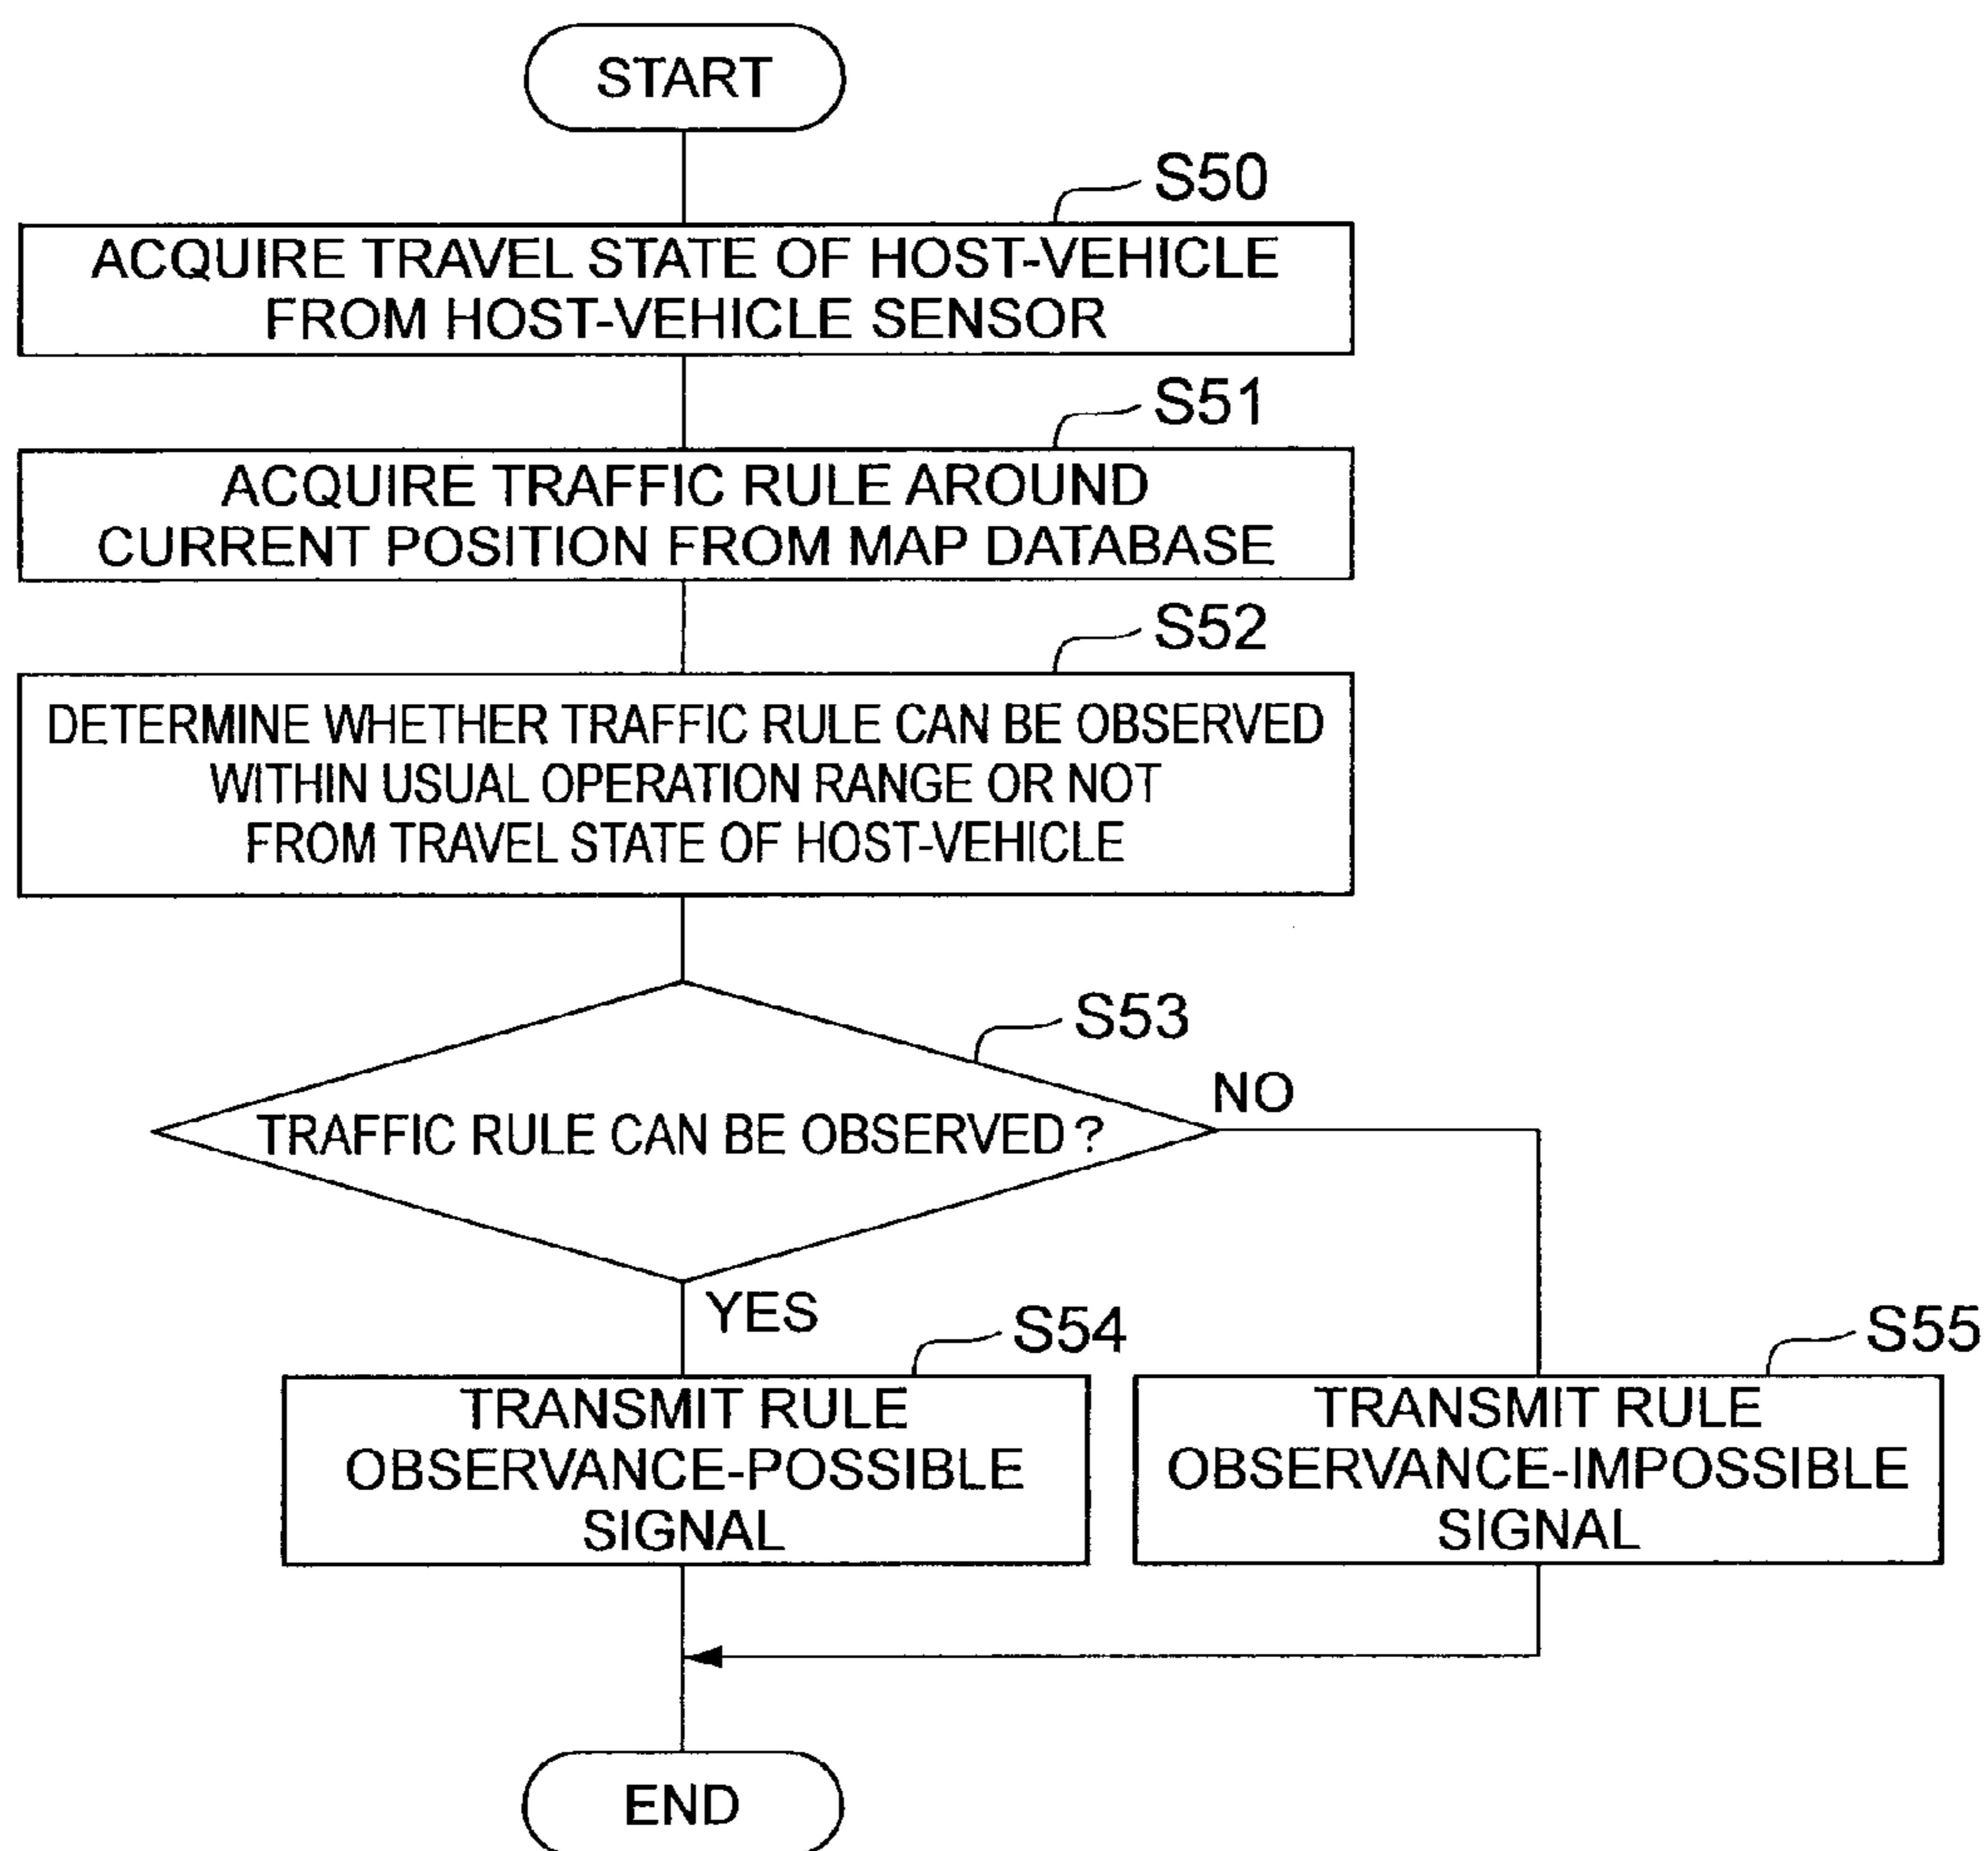 START
S50
ACQUIRE TRAVEL STATE OF HOST-VEHICLE
FROM HOST-VEHICLE SENSOR
S51
ACQUIRE TRAFFIC RULE AROUND
CURRENT POSITION FROM MAP DATABASE
S52
DETERMINE WHETHER TRAFFIC RULE CAN BE OBSERVED
WITHIN USUAL OPERATION RANGE OR NOT
FROM TRAVEL STATE OF HOST-VEHICLE
S53
TRAFFIC RULE CAN BE OBSERVED?
NO
YES
S54
TRANSMIT RULE
OBSERVANCE-POSSIBLE
SIGNAL
S55
TRANSMIT RULE
OBSERVANCE-IMPOSSIBLE
SIGNAL
END